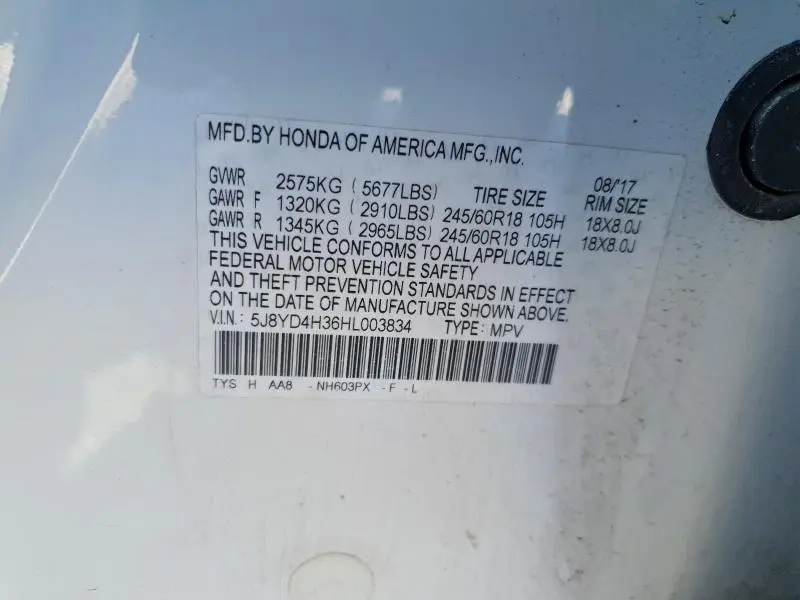 MFD.BY HONDA OF AMERICA MFG.,INC.
GVWR 2575KG (5677LBS) TIRE SIZE 08/'17 RIM SIZE
GAWR F 1320KG (2910LBS) 245/60R18 105H 18X8.0J
GAWR R 1345KG (2965LBS) 245/60R18 105H 18X8.0J
THIS VEHICLE CONFORMS TO ALL APPLICABLE
FEDERAL MOTOR VEHICLE SAFETY
AND THEFT PREVENTION STANDARDS IN EFFECT
ON THE DATE OF MANUFACTURE SHOWN ABOVE.
V.I.N.: 5J8YD4H36HL003834 TYPE: MPV
TYS H AA8 - NH603PX - F - L